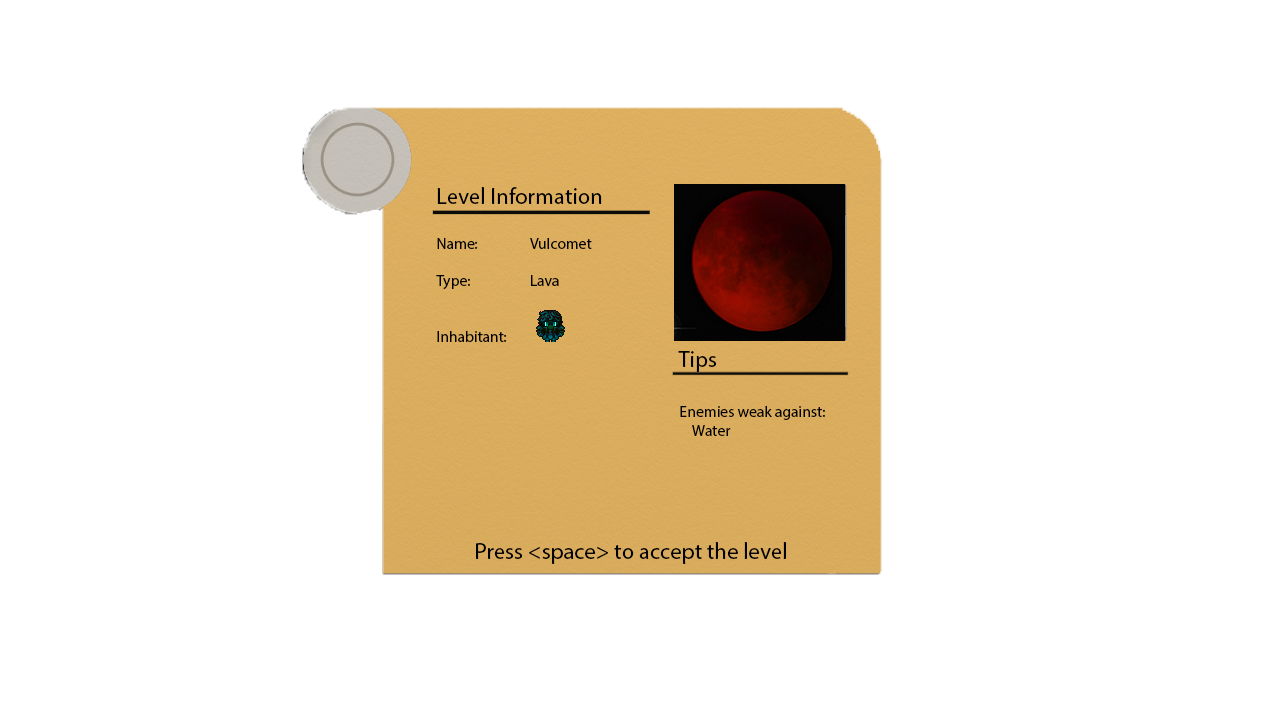 Level Information
Name: Vulcomet
Type: Lava
Inhabitant:
Tips
Enemies weak against:
Water
Press <space> to accept the level